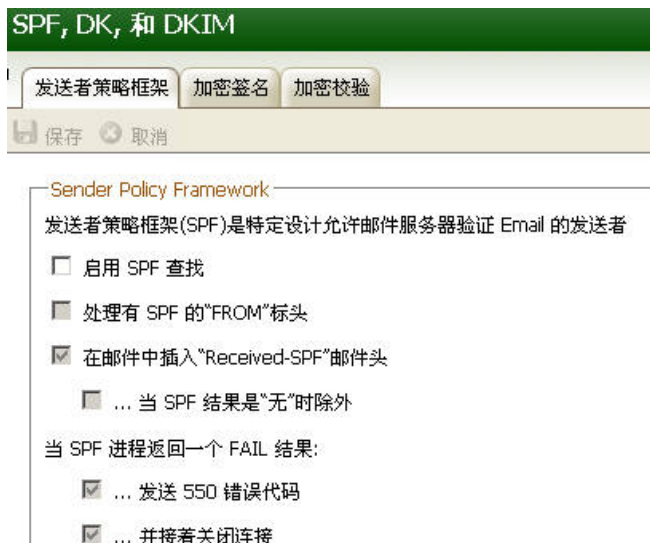 SPF, DK, 和 DKIM
发送者策略框架 加密签名 加密校验
保存 取消
Sender Policy Framework
发送者策略框架(SPF)是特定设计允许邮件服务器验证 Email 的发送者
启用 SPF 查找
处理有 SPF 的"FROM"标头
在邮件中插入"Received-SPF"邮件头
... 当 SPF 结果是"无"时除外
当 SPF 进程返回一个 FAIL 结果:
... 发送 550 错误代码
... 并接着关闭连接